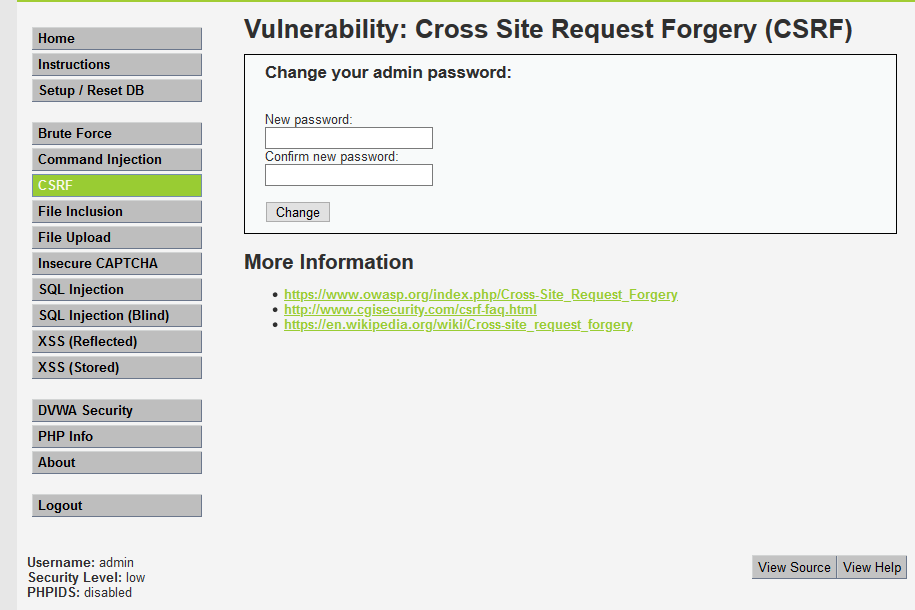 Home
Instructions
Setup / Reset DB
Brute Force
Command Injection
CSRF
File Inclusion
File Upload
Insecure CAPTCHA
SQL Injection
SQL Injection (Blind)
XSS (Reflected)
XSS (Stored)
DVWA Security
PHP Info
About
Logout
Username: admin
Security Level: low
PHPIDS: disabled
Vulnerability: Cross Site Request Forgery (CSRF)
Change your admin password:
New password:
Confirm new password:
Change
More Information
https://www.owasp.org/index.php/Cross-Site_Request_Forgery
http://www.cgisecurity.com/csrf-faq.html
https://en.wikipedia.org/wiki/Cross-site_request_forgery
View Source View Help